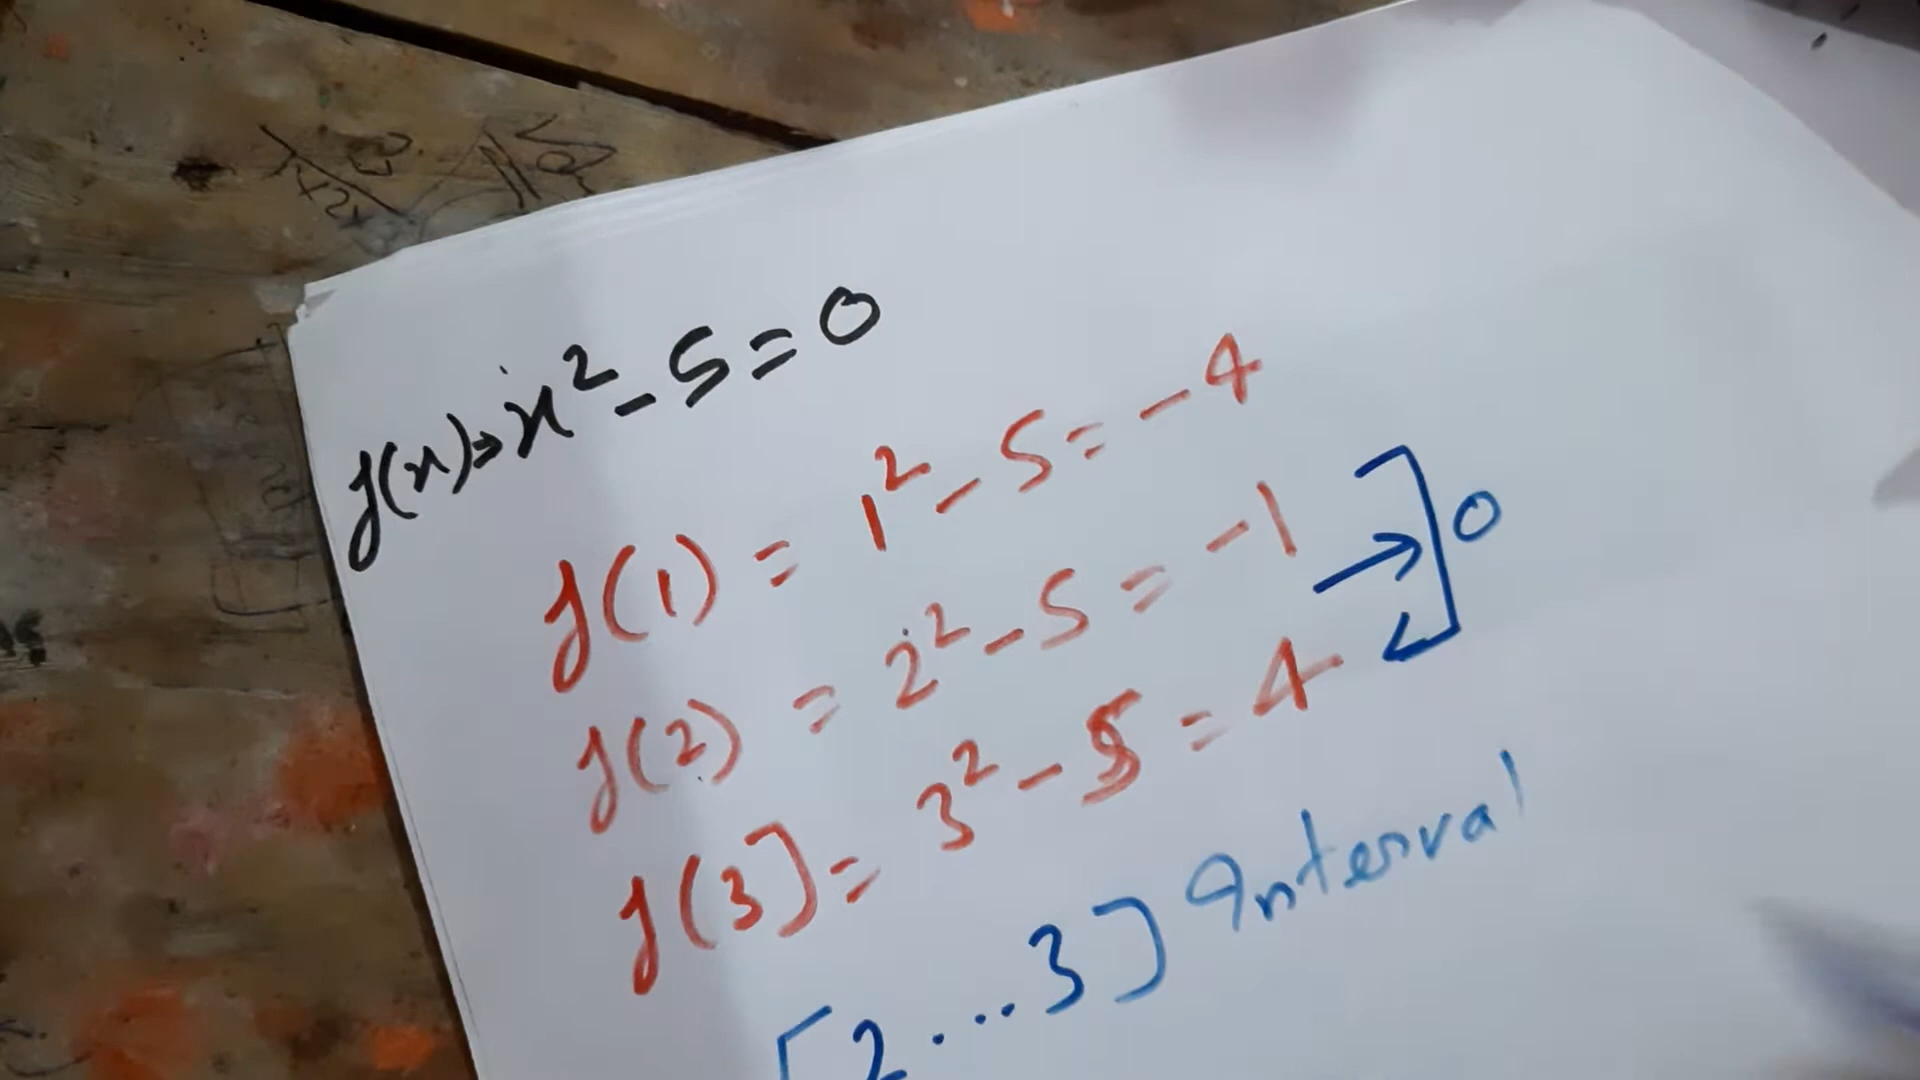 f(x)⇒x² - 5 = 0
f(1) = 1² - 5 = -4
f(2) = 2² - 5 = -1
→ 0
f(3] = 3² - 5 = 4
[2...3] Interval